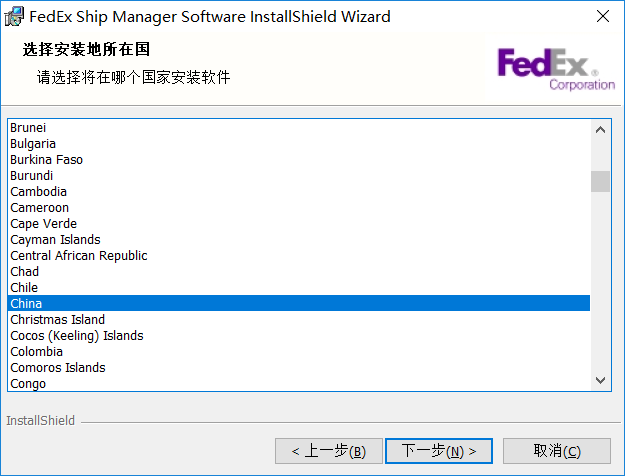 FedEx Ship Manager Software InstallShield Wizard
选择安装地所在国
请选择将在哪个国家安装软件
FedEx®
Corporation
Brunei
Bulgaria
Burkina Faso
Burundi
Cambodia
Cameroon
Cape Verde
Cayman Islands
Central African Republic
Chad
Chile
China
Christmas Island
Cocos (Keeling) Islands
Colombia
Comoros Islands
Congo
InstallShield
< 上一步(B)
下一步(N) >
取消(C)